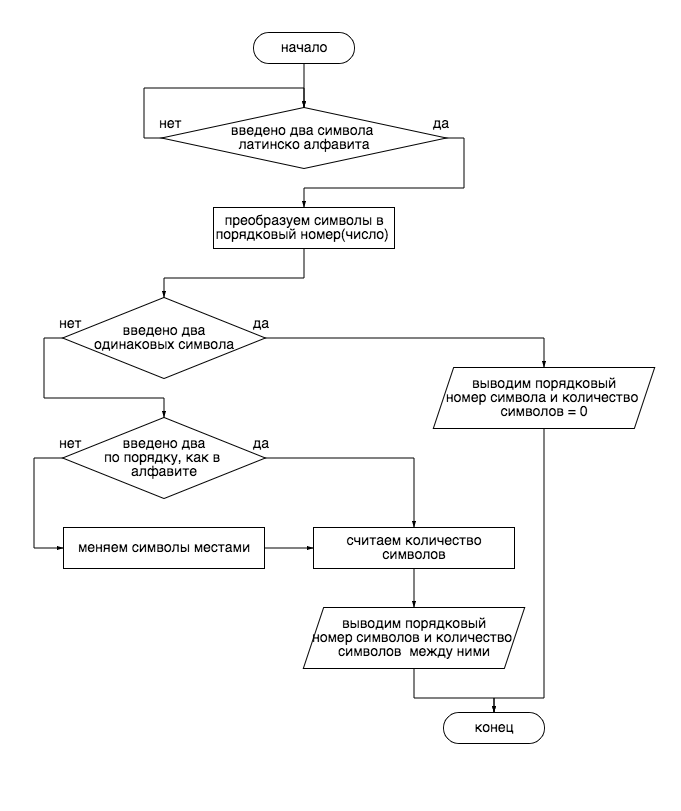 начало
нет
да
введено два символа
латинско алфавита
преобразуем символы в
порядковый номер(число)
нет
да
введено два
одинаковых символа
выводим порядковый
номер символа и количество
символов = 0
нет
да
введено два
по порядку, как в
алфавите
меняем символы местами
считаем количество
символов
выводим порядковый
номер символов и количество
символов между ними
конец